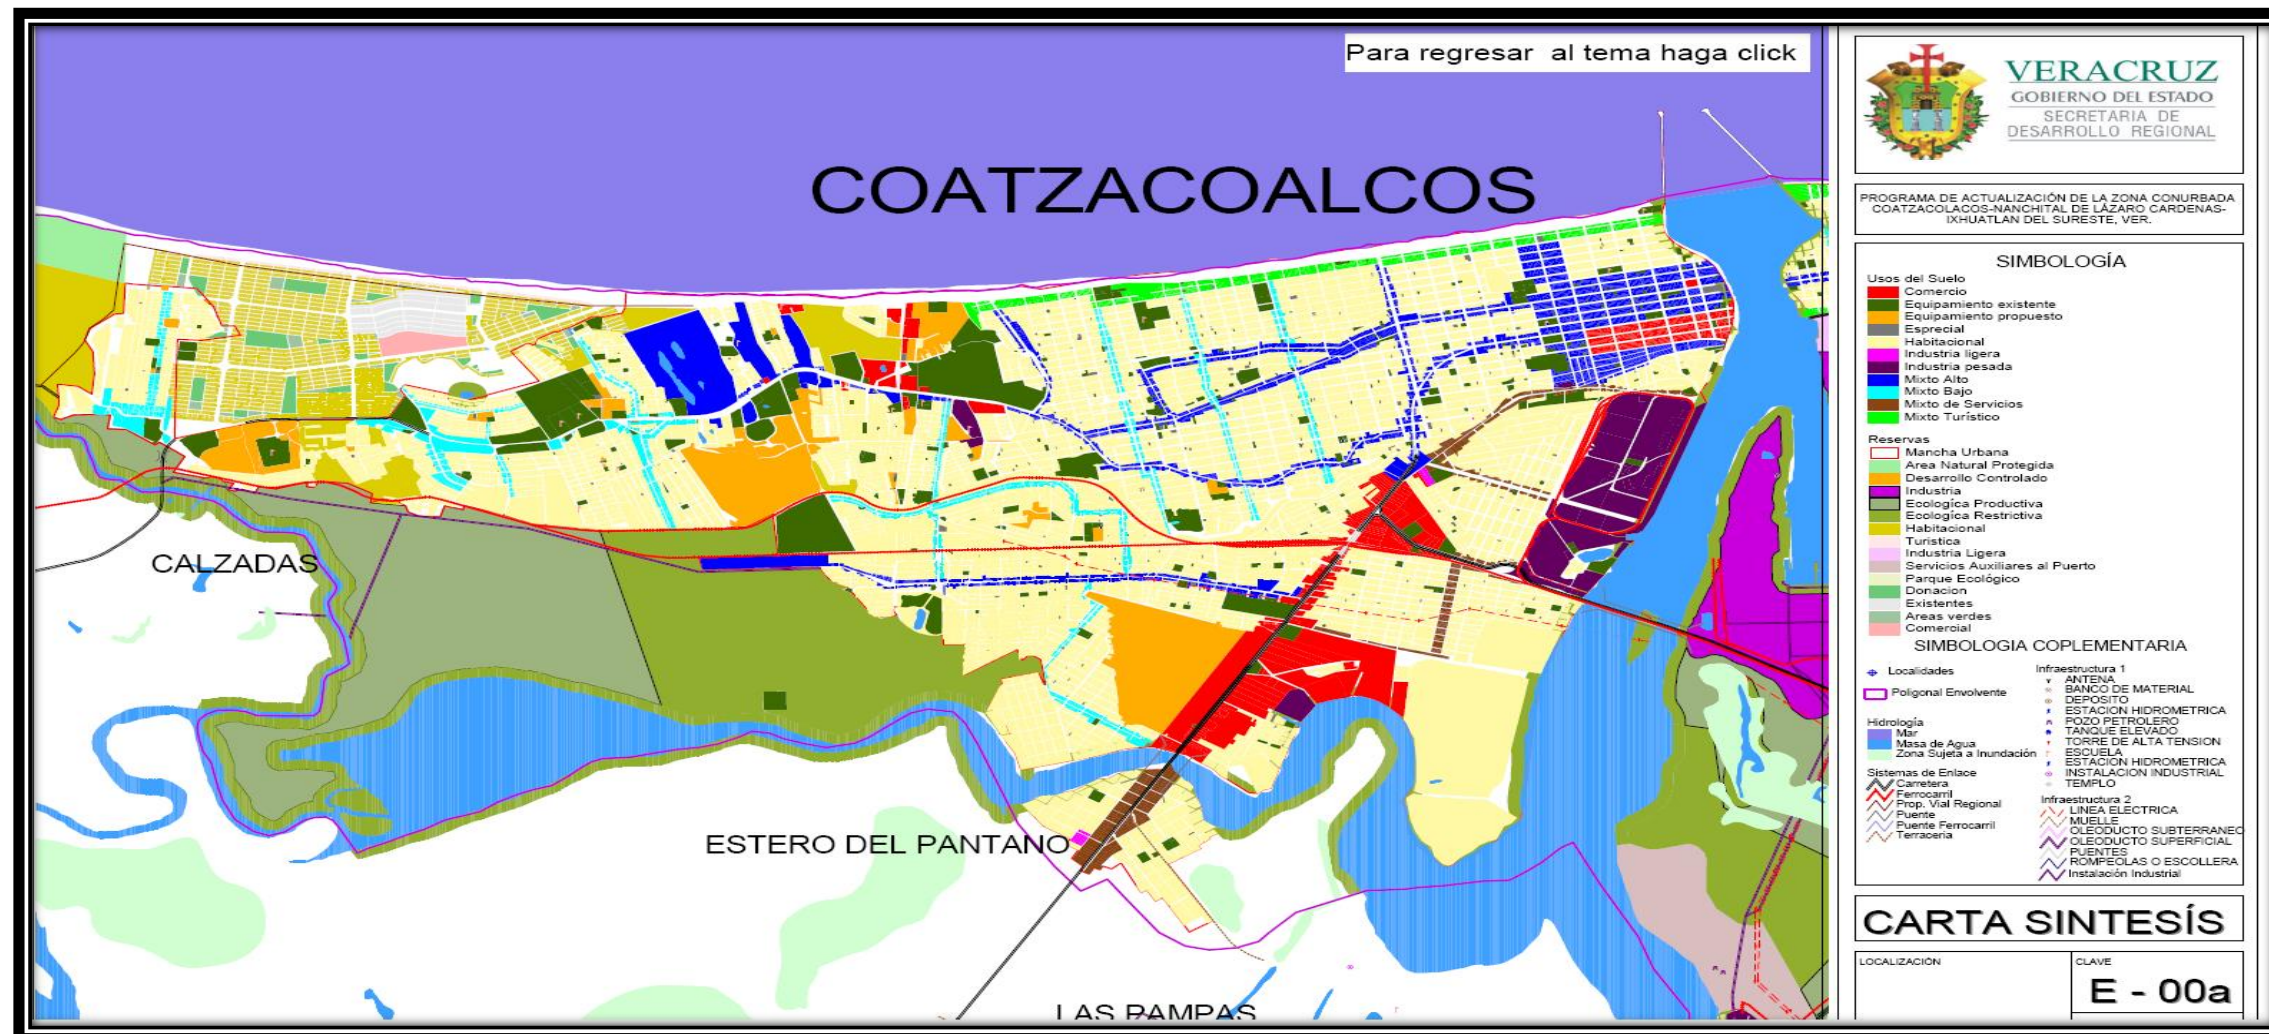 Para regresar al tema haga click
COATZACOALCOS
CALZADAS
ESTERO DEL PANTANO
LAS PAMPAS
VERACRUZ
GOBIERNO DEL ESTADO
SECRETARIA DE
DESARROLLO REGIONAL
PROGRAMA DE ACTUALIZACIÓN DE LA ZONA CONURBADA
COATZACOLACOS-NANCHITAL DE LÁZARO CARDENAS-
IXHUATLAN DEL SURESTE, VER.
SIMBOLOGÍA
Usos del Suelo
Comercio
Equipamiento existente
Equipamiento propuesto
Esprecial
Habitacional
Industria ligera
Industria pesada
Mixto Alto
Mixto Bajo
Mixto de Servicios
Mixto Turístico
Reservas
Mancha Urbana
Area Natural Protegida
Desarrollo Controlado
Industria
Ecologíca Productiva
Ecologíca Restrictiva
Habitacional
Turistica
Industria Ligera
Servicios Auxiliares al Puerto
Parque Ecológico
Donacion
Existentes
Areas verdes
Comercial
SIMBOLOGIA COPLEMENTARIA
Localidades
Poligonal Envolvente
Hidrología
Mar
Masa de Agua
Zona Sujeta a Inundación
Sistemas de Enlace
Carretera
Ferrocarril
Prop. Vial Regional
Puente
Puente Ferrocarril
Terraceria
Infraestructura 1
ANTENA
BANCO DE MATERIAL
DEPOSITO
ESTACION HIDROMETRICA
POZO PETROLERO
TANQUE ELEVADO
TORRE DE ALTA TENSION
ESCUELA
ESTACION HIDROMETRICA
INSTALACION INDUSTRIAL
TEMPLO
Infraestructura 2
LINEA ELECTRICA
MUELLE
OLEODUCTO SUBTERRANEO
OLEODUCTO SUPERFICIAL
PUENTES
ROMPEOLAS O ESCOLLERA
Instalación Industrial
CARTA SINTESÍS
LOCALIZACIÓN
CLAVE
E - 00a